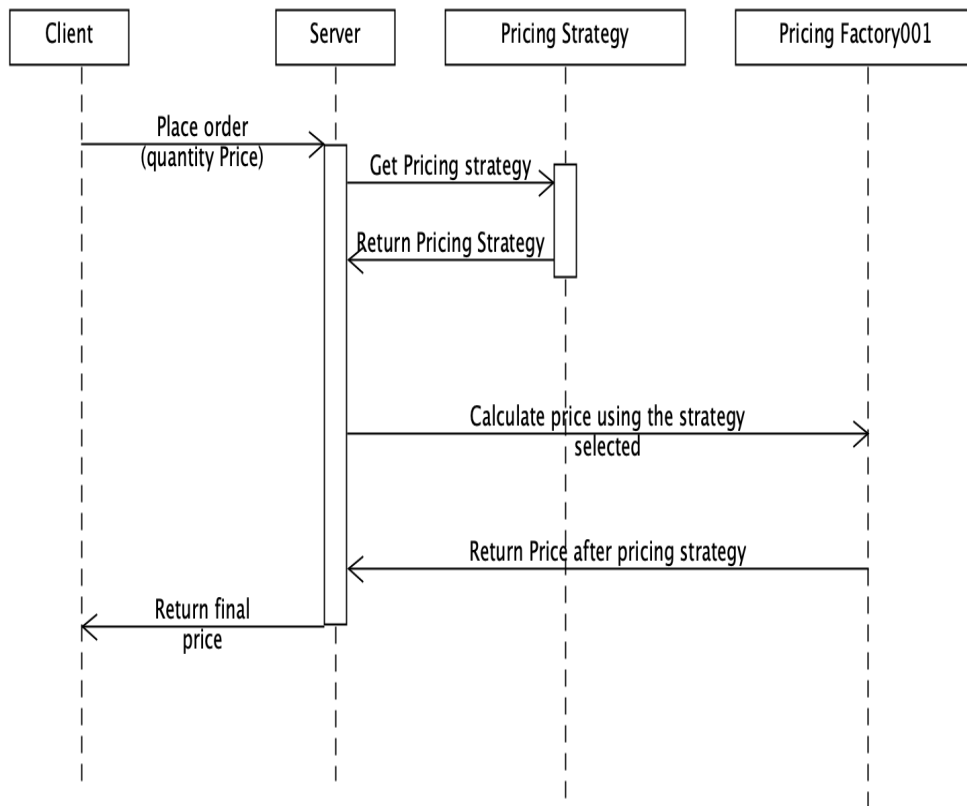 Client
Server
Pricing Strategy
Pricing Factory001
Place order
(quantity Price)
Get Pricing strategy
Return Pricing Strategy
Calculate price using the strategy
selected
Return Price after pricing strategy
Return final
price